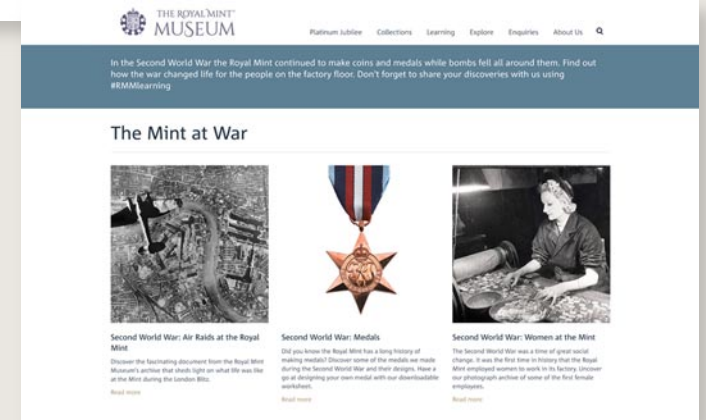 THE ROYAL MINT
MUSEUM
Platinum Jubilee Collections Learning Explore Enquiries About Us
In the Second World War the Royal Mint continued to make coins and medals while bombs fell all around them. Find out
how the war changed life for the people on the factory floor. Don't forget to share your discoveries with us using
#RMMlearning
The Mint at War
Second World War: Air Raids at the Royal
Mint
Discover the fascinating document from the Royal Mint
Museum's archive that sheds light on what life was like
at the Mint during the London Blitz.
Read more
Second World War: Medals
Did you know the Royal Mint has a long history of
making medals? Discover some of the medals we made
during the Second World War and their designs. Have a
go at designing your own medal with our downloadable
worksheet.
Read more
Second World War: Women at the Mint
The Second World War was a time of great social
change. It was the first time in history that the Royal
Mint employed women to work in its factory. Uncover
our photograph archive of some of the first female
employees.
Read more